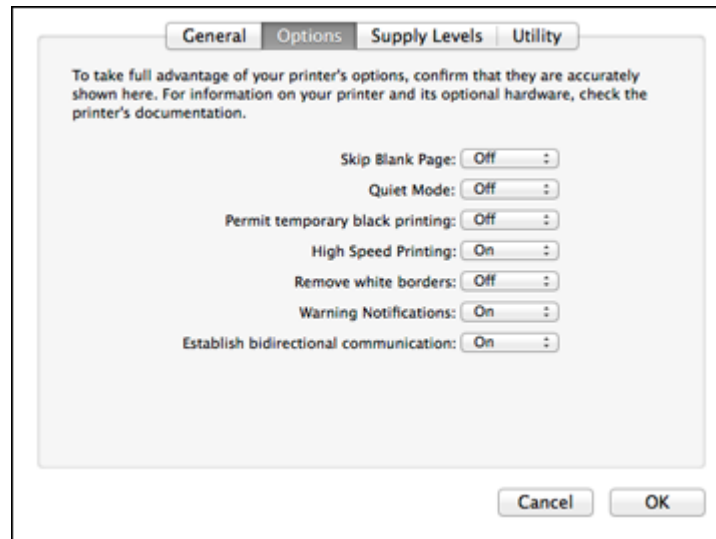 General Options Supply Levels Utility
To take full advantage of your printer's options, confirm that they are accurately
shown here. For information on your printer and its optional hardware, check the
printer's documentation.
Skip Blank Page: Off
Quiet Mode: Off
Permit temporary black printing: Off
High Speed Printing: On
Remove white borders: Off
Warning Notifications: On
Establish bidirectional communication: On
Cancel OK